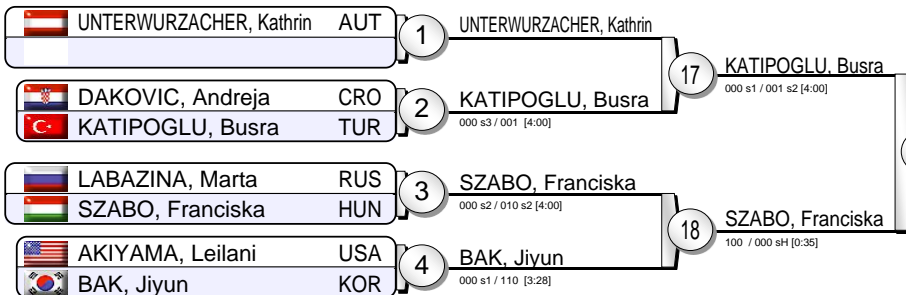 UNTERWURZACHER, Kathrin AUT
1
UNTERWURZACHER, Kathrin
17
KATIPOGLU, Busra
000 s1 / 001 s2 [4:00]
DAKOVIC, Andreja CRO
KATIPOGLU, Busra TUR
2
KATIPOGLU, Busra
000 s3 / 001 [4:00]
LABAZINA, Marta RUS
SZABO, Franciska HUN
3
SZABO, Franciska
000 s2 / 010 s2 [4:00]
18
SZABO, Franciska
100 / 000 sH [0:35]
AKIYAMA, Leilani USA
BAK, Jiyun KOR
4
BAK, Jiyun
000 s1 / 110 [3:28]